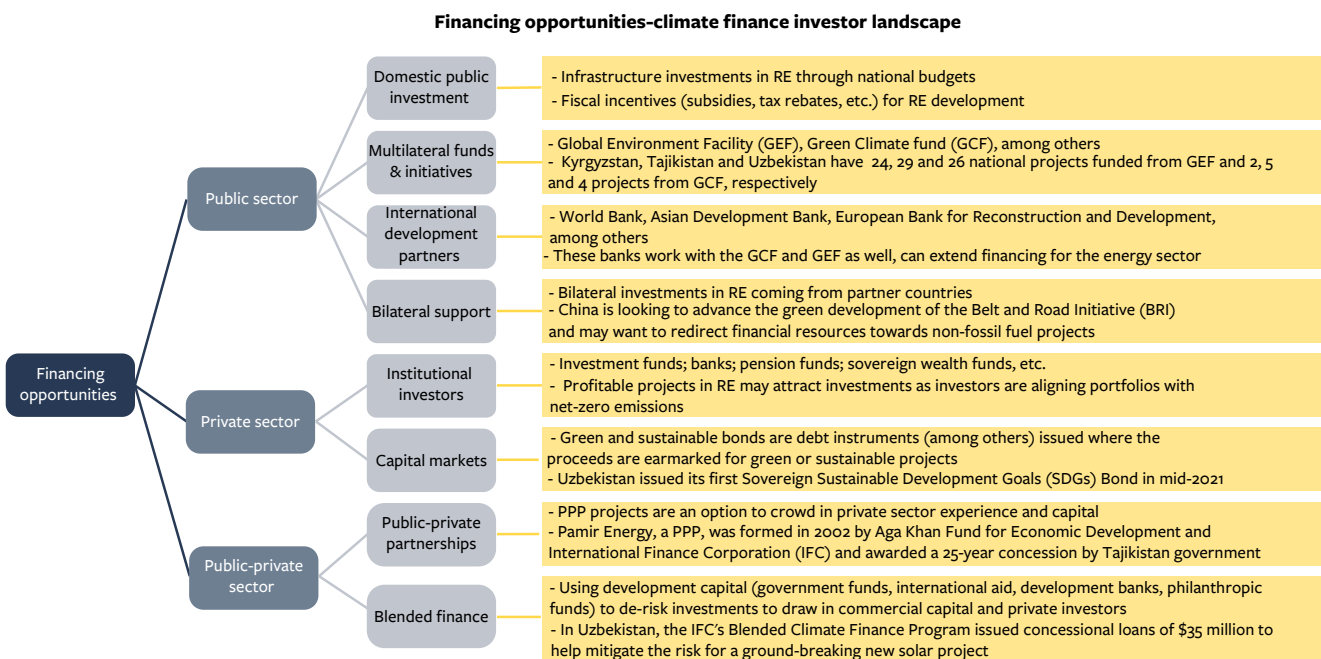 Financing opportunities-climate finance investor landscape
Financing
opportunities
Public sector
Domestic public
investment
- Infrastructure investments in RE through national budgets
- Fiscal incentives (subsidies, tax rebates, etc.) for RE development
Multilateral funds
& initiatives
- Global Environment Facility (GEF), Green Climate fund (GCF), among others
- Kyrgyzstan, Tajikistan and Uzbekistan have 24, 29 and 26 national projects funded from GEF and 2, 5
and 4 projects from GCF, respectively
International
development
partners
- World Bank, Asian Development Bank, European Bank for Reconstruction and Development,
among others
- These banks work with the GCF and GEF as well, can extend financing for the energy sector
Bilateral support
- Bilateral investments in RE coming from partner countries
- China is looking to advance the green development of the Belt and Road Initiative (BRI)
and may want to redirect financial resources towards non-fossil fuel projects
Private sector
Institutional
investors
- Investment funds; banks; pension funds; sovereign wealth funds, etc.
- Profitable projects in RE may attract investments as investors are aligning portfolios with
net-zero emissions
Capital markets
- Green and sustainable bonds are debt instruments (among others) issued where the
proceeds are earmarked for green or sustainable projects
- Uzbekistan issued its first Sovereign Sustainable Development Goals (SDGs) Bond in mid-2021
Public-private
sector
Public-private
partnerships
- PPP projects are an option to crowd in private sector experience and capital
- Pamir Energy, a PPP, was formed in 2002 by Aga Khan Fund for Economic Development and
International Finance Corporation (IFC) and awarded a 25-year concession by Tajikistan government
Blended finance
- Using development capital (government funds, international aid, development banks, philanthropic
funds) to de-risk investments to draw in commercial capital and private investors
- In Uzbekistan, the IFC's Blended Climate Finance Program issued concessional loans of $35 million to
help mitigate the risk for a ground-breaking new solar project